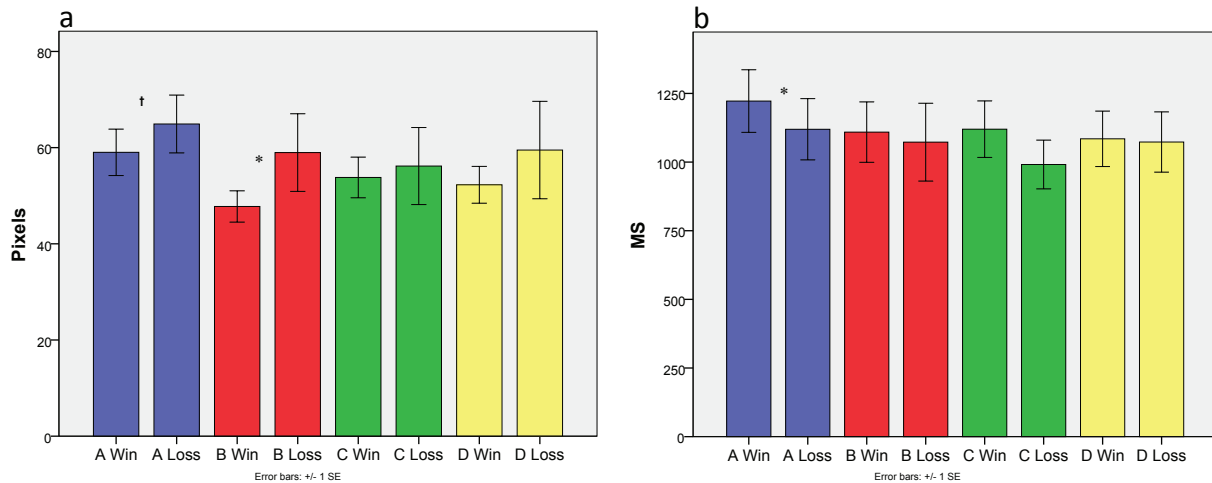 a
80
60
40
20
0
Pixels
†
*
A Win A Loss B Win B Loss C Win C Loss D Win D Loss
Error bars: +/- 1 SE
b
1250
1000
750
500
250
0
MS
*
A Win A Loss B Win B Loss C Win C Loss D Win D Loss
Error bars: +/- 1 SE